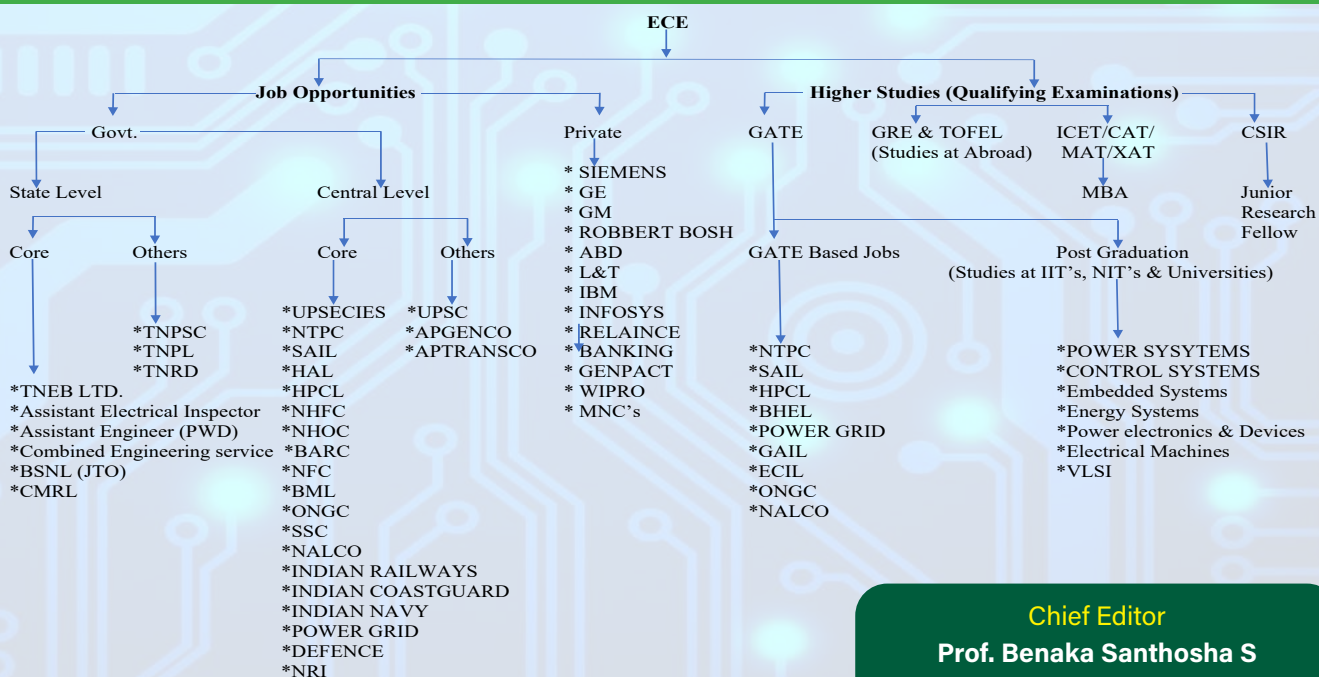 ECE
Job Opportunities
Higher Studies (Qualifying Examinations)
Govt.
Private
GATE
GRE & TOFEL
(Studies at Abroad)
ICET/CAT/
MAT/XAT
CSIR
State Level
Central Level
MBA
Junior
Research
Fellow
Core
Others
Core
Others
* SIEMENS
* GE
* GM
* ROBBERT BOSH
* ABD
* L&T
* IBM
* INFOSYS
* RELAINCE
* BANKING
* GENPACT
* WIPRO
* MNC's
GATE Based Jobs
Post Graduation
(Studies at IIT's, NIT's & Universities)
*TNPSC
*TNPL
*TNRD
*TNEB LTD.
*Assistant Electrical Inspector
*Assistant Engineer (PWD)
*Combined Engineering service
*BSNL (JTO)
*CMRL
*UPSECIES
*NTPC
*SAIL
*HAL
*HPCL
*NHFC
*NHOC
*BARC
*NFC
*BML
*ONGC
*SSC
*NALCO
*INDIAN RAILWAYS
*INDIAN COASTGUARD
*INDIAN NAVY
*POWER GRID
*DEFENCE
*NRI
*UPSC
*APGENCO
*APTRANSCO
*NTPC
*SAIL
*HPCL
*BHEL
*POWER GRID
*GAIL
*ECIL
*ONGC
*NALCO
*POWER SYSYTEMS
*CONTROL SYSTEMS
*Embedded Systems
*Energy Systems
*Power electronics & Devices
*Electrical Machines
*VLSI
Chief Editor
Prof. Benaka Santhosha S